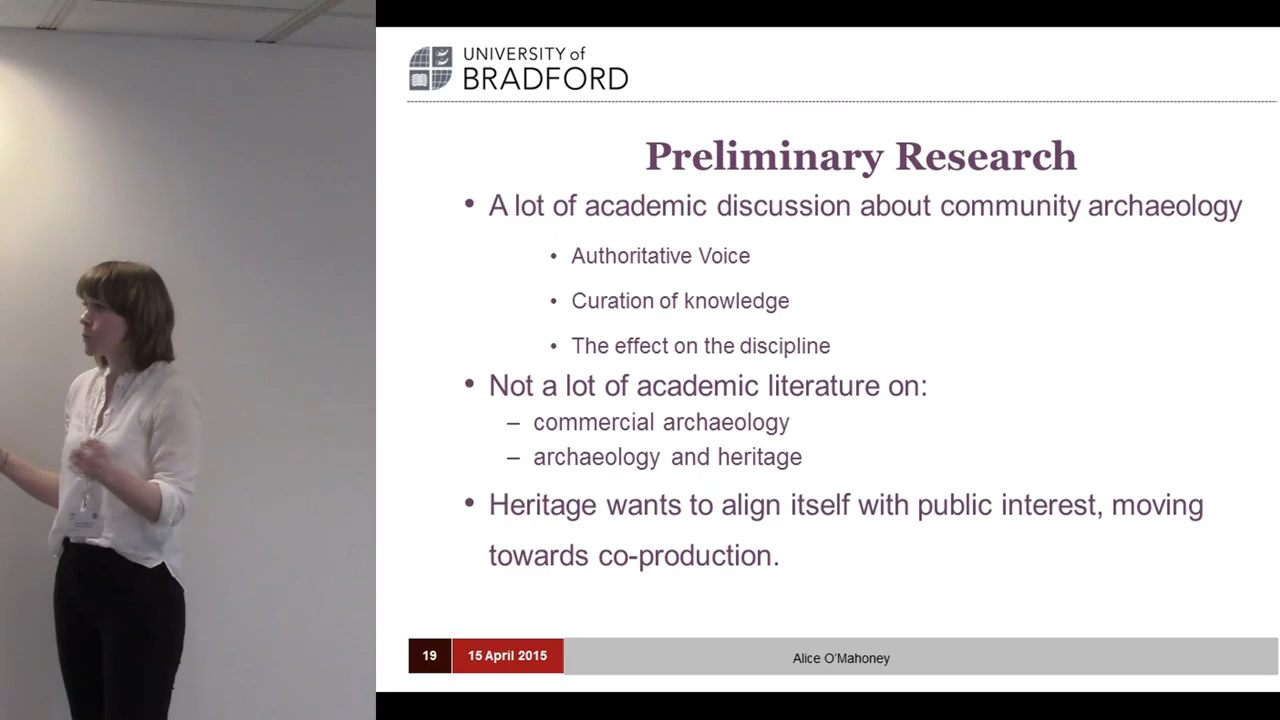 UNIVERSITY of
BRADFORD
Preliminary Research
• A lot of academic discussion about community archaeology
• Authoritative Voice
• Curation of knowledge
• The effect on the discipline
• Not a lot of academic literature on:
– commercial archaeology
– archaeology and heritage
• Heritage wants to align itself with public interest, moving
towards co-production.
19 15 April 2015 Alice O’Mahoney